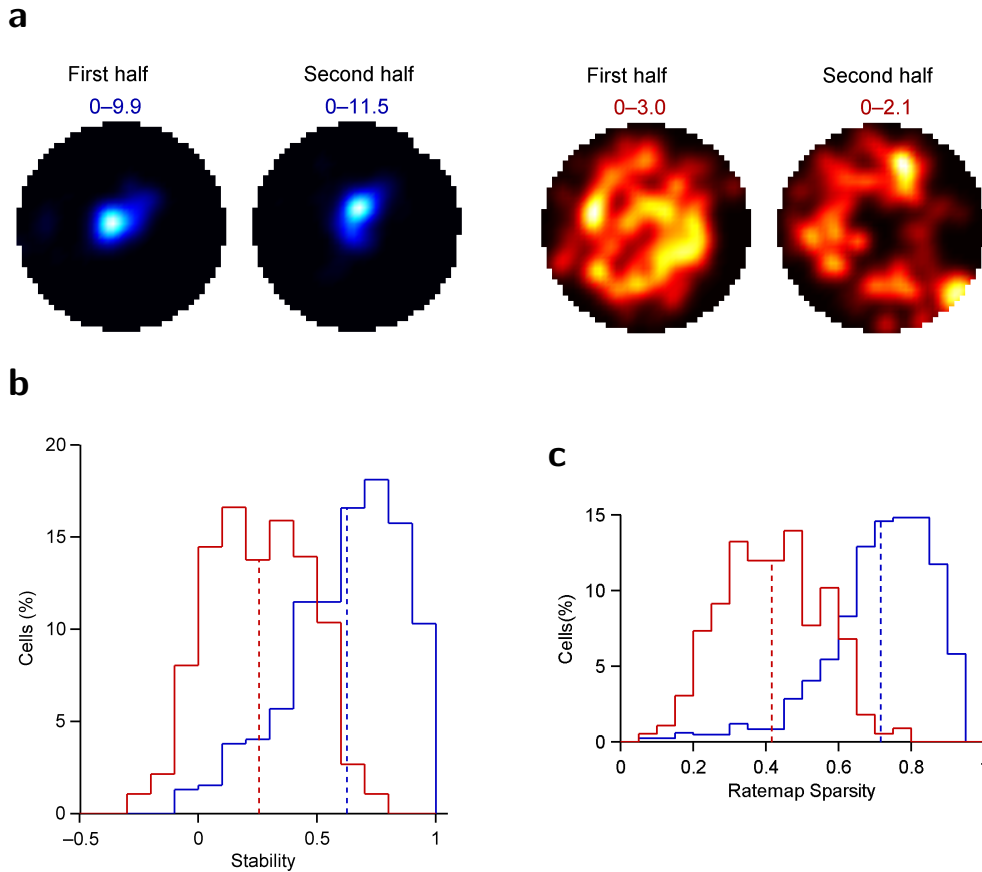 a
First half
0–9.9
Second half
0–11.5
First half
0–3.0
Second half
0–2.1
b
20
15
10
5
0
Cells (%)
–0.5
0
0.5
1
Stability
c
15
10
5
0
Cells(%)
0
0.2
0.4
0.6
0.8
Ratemap Sparsity